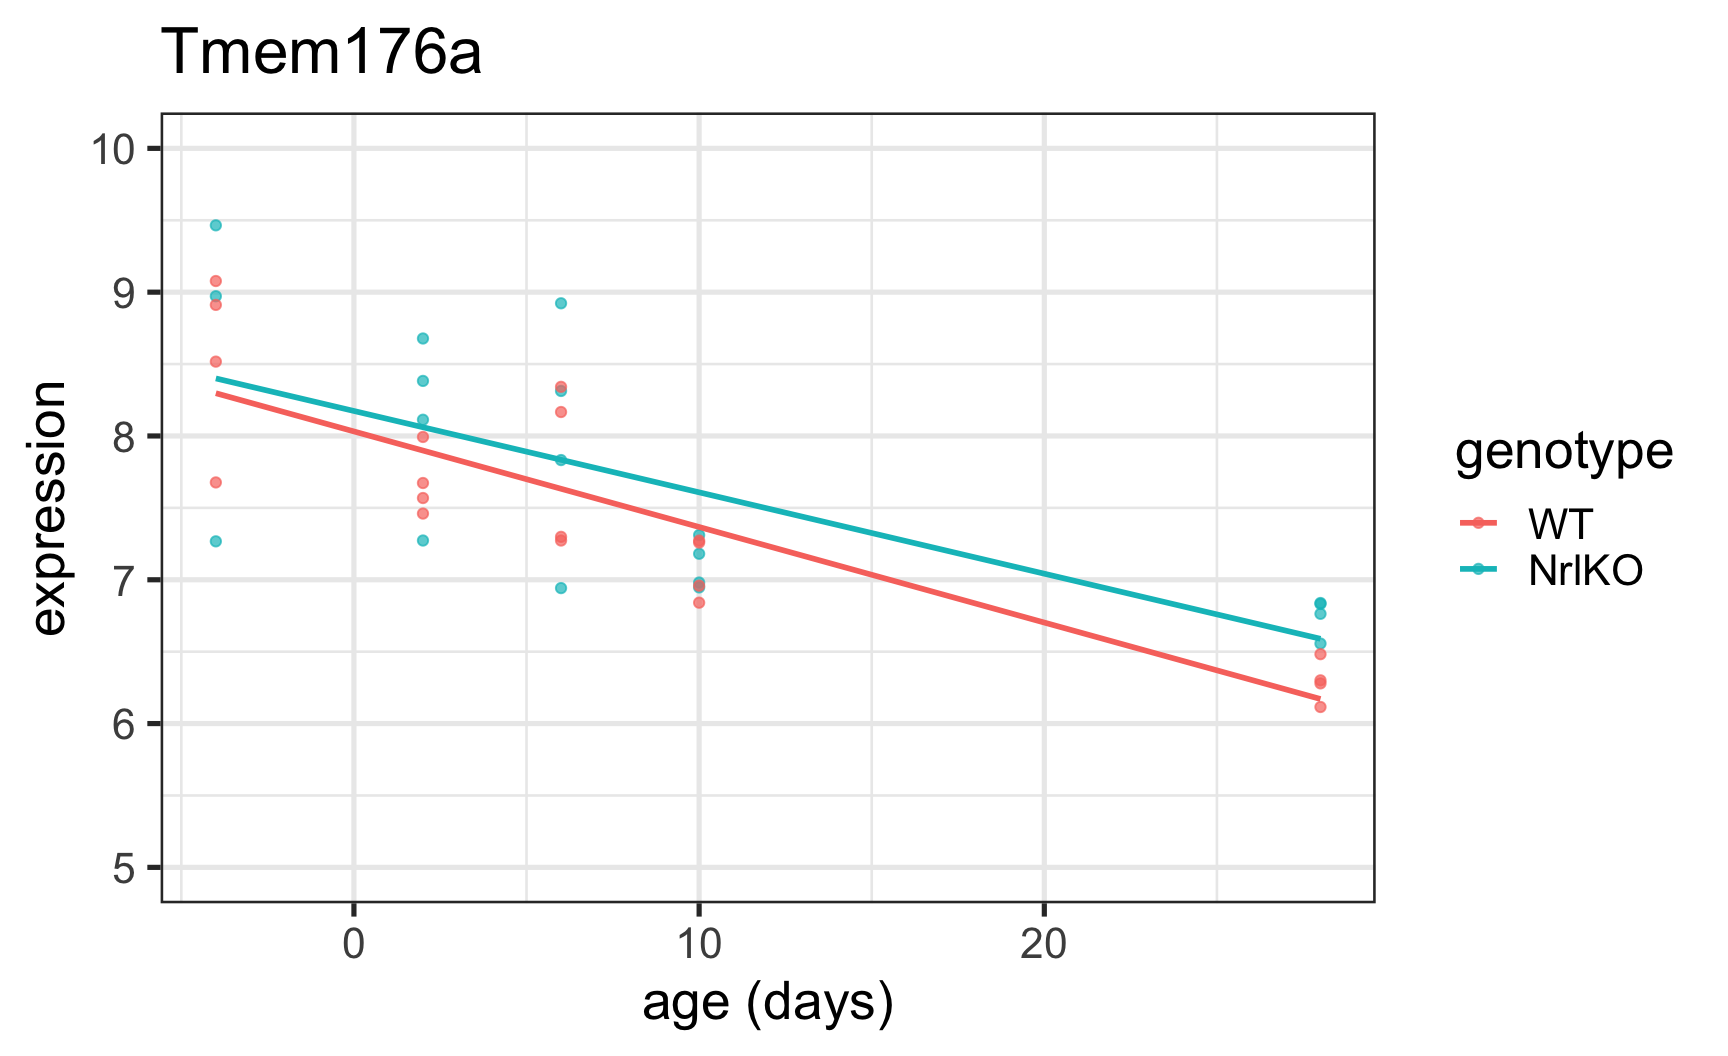 Tmem176a
10
9
8
7
6
5
expression
0 10 20
age (days)
genotype
WT
NrlKO